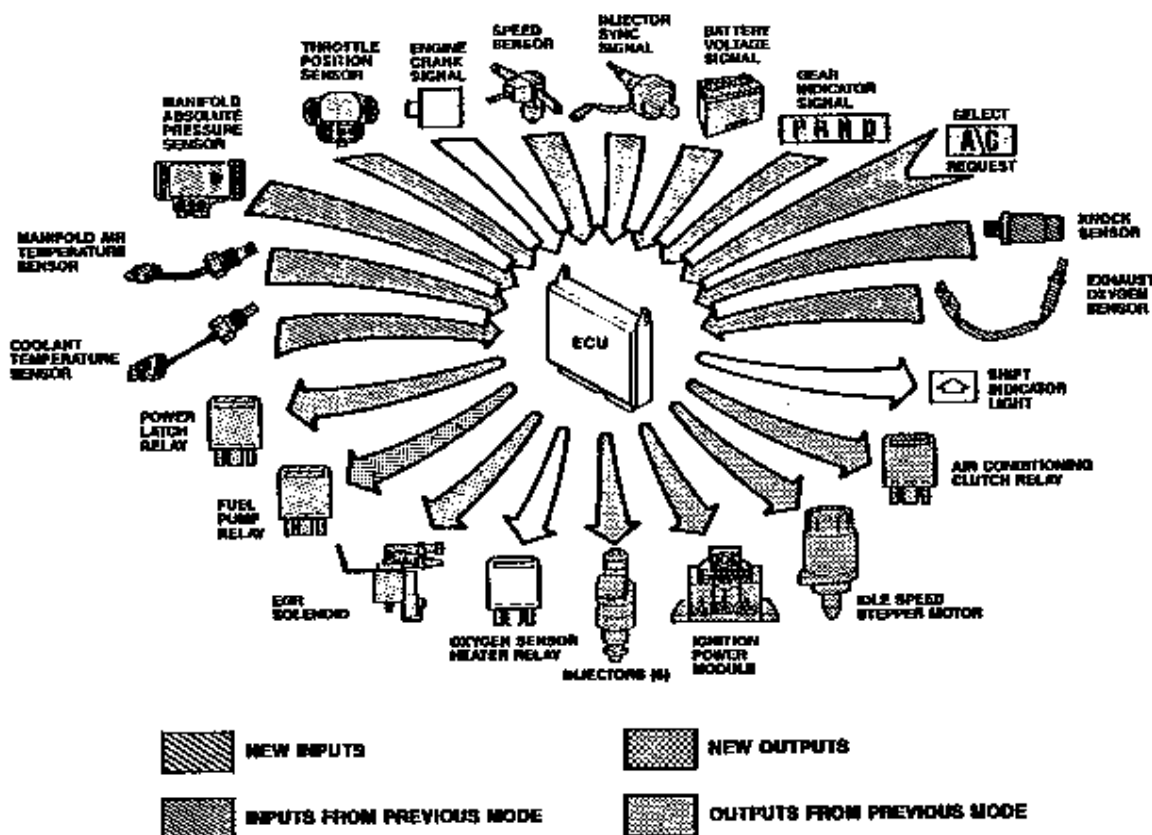 THROTTLE
POSITION
SENSOR
ENGINE
CRANK
SIGNAL
SPEED
SENSOR
INJECTOR
SYNC
SIGNAL
BATTERY
VOLTAGE
SIGNAL
GEAR
INDICATOR
SIGNAL
P R N D
SELECT
A\C
REQUEST
MANIFOLD
ABSOLUTE
PRESSURE
SENSOR
KNOCK
SENSOR
MANIFOLD AIR
TEMPERATURE
SENSOR
EXHAUST
OXYGEN
SENSOR
COOLANT
TEMPERATURE
SENSOR
ECU
SHIFT
INDICATOR
LIGHT
POWER
LATCH
RELAY
AIR CONDITIONING
CLUTCH RELAY
FUEL
PUMP
RELAY
EGR
SOLENOID
OXYGEN SENSOR
HEATER RELAY
INJECTORS (6)
IGNITION
POWER
MODULE
IDLE SPEED
STEPPER MOTOR
NEW INPUTS
NEW OUTPUTS
INPUTS FROM PREVIOUS MODE
OUTPUTS FROM PREVIOUS MODE